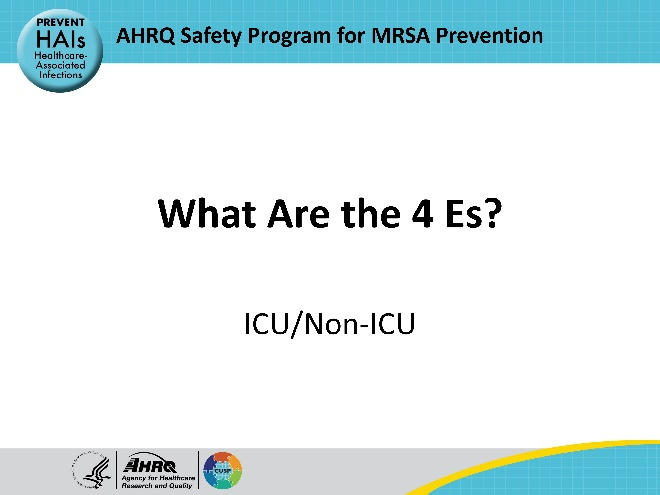 PREVENT
HAIs
Healthcare-
Associated
Infections
AHRQ Safety Program for MRSA Prevention
What Are the 4 Es?
ICU/Non-ICU
AHRQ
Agency for Healthcare
Research and Quality
CUSP